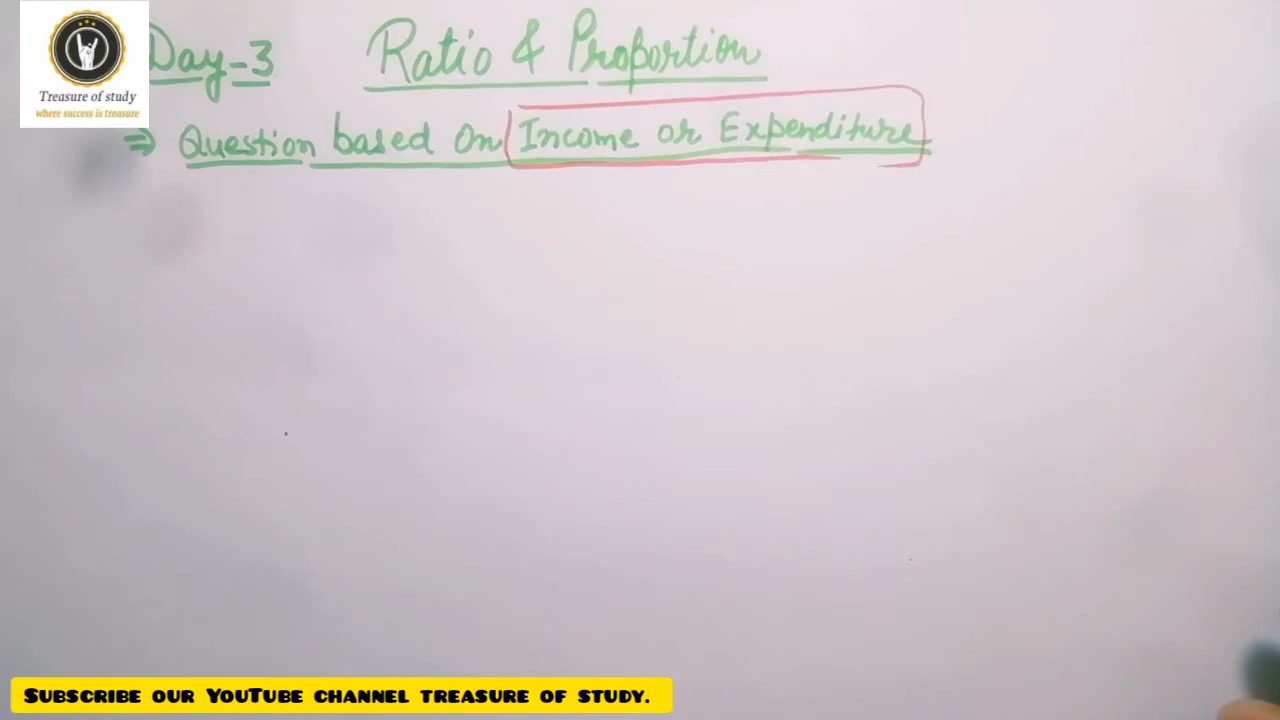 Day-3 Ratio & Proportion
Treasure of study
where success is treasure
⇒ Question based on Income or Expenditure
SUBSCRIBE OUR YOUTUBE CHANNEL TREASURE OF STUDY.